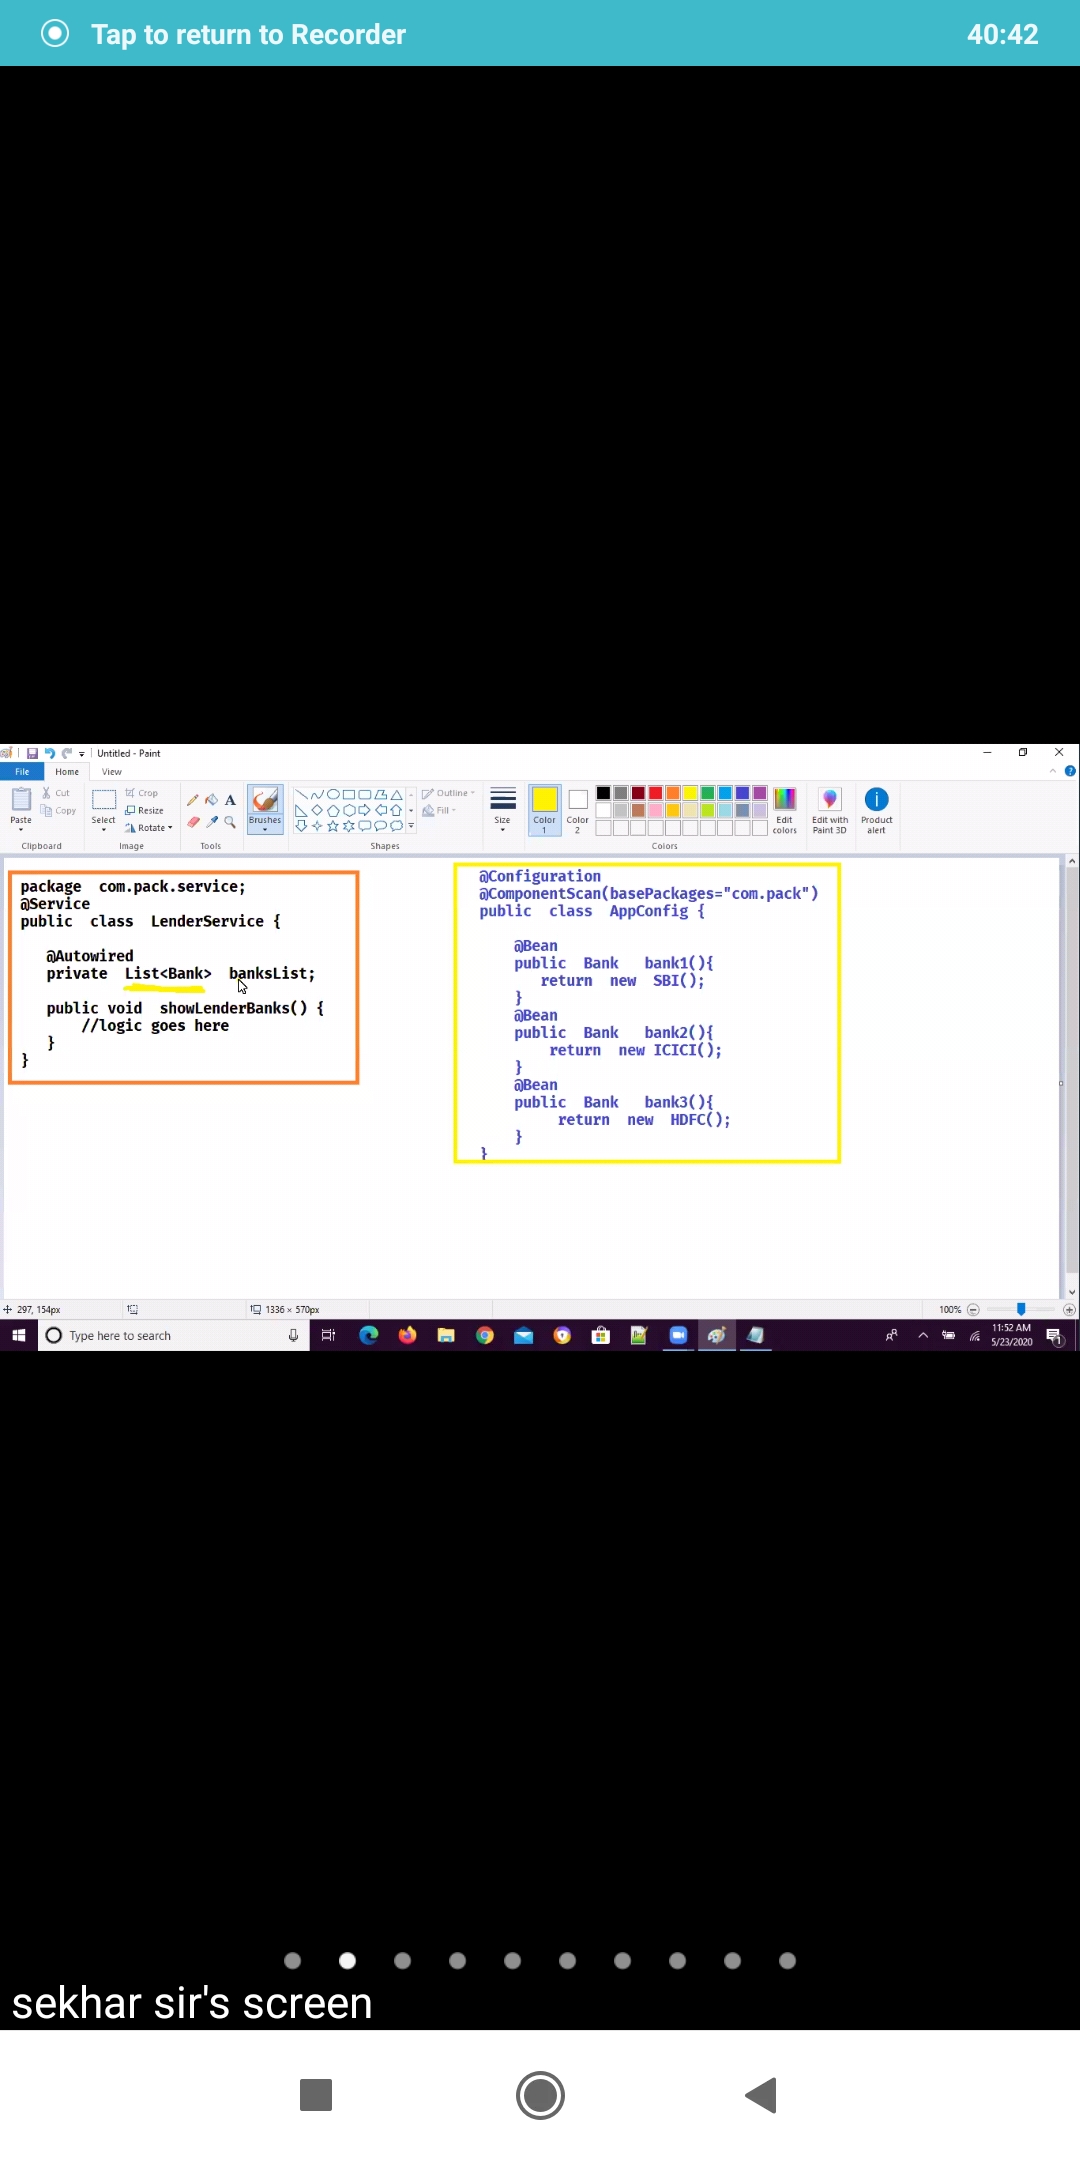 Tap to return to Recorder
40:42
Untitled - Paint
File Home View
Paste
Cut
Copy
Clipboard
Select
Crop
Resize
Rotate
Image
A
Tools
Brushes
Shapes
Outline
Fill
Size
Color 1
Color 2
Edit colors
Colors
Edit with Paint 3D
Product alert
package com.pack.service;
@Service
public class LenderService {
@Autowired
private List<Bank> banksList;
public void showLenderBanks() {
//logic goes here
}
}
@Configuration
@ComponentScan(basePackages="com.pack")
public class AppConfig {
@Bean
public Bank bank1(){
return new SBI();
}
@Bean
public Bank bank2(){
return new ICICI();
}
@Bean
public Bank bank3(){
return new HDFC();
}
}
297, 154px
1336 × 570px
100%
Type here to search
11:52 AM
5/23/2020
sekhar sir's screen